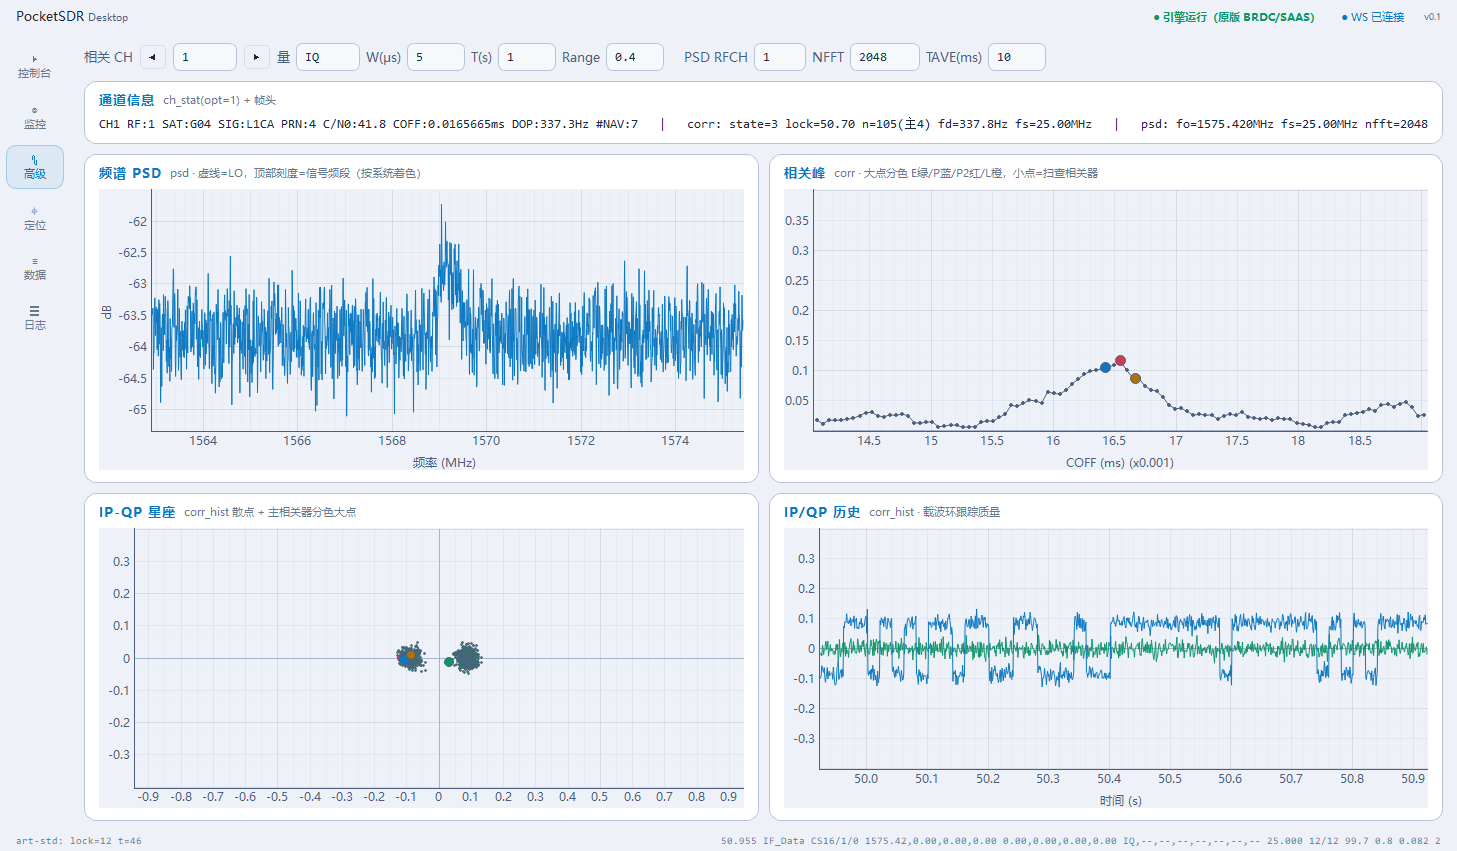 PocketSDR Desktop
● 引擎运行（原版 BRDC/SAAS） ● WS 已连接 v0.1
控制台
监控
高级
定位
数据
日志
相关 CH ◄ 1 ► 量 IQ W(μs) 5 T(s) 1 Range 0.4 PSD RFCH 1 NFFT 2048 TAVE(ms) 10
通道信息 ch_stat(opt=1) + 帧头
CH1 RF:1 SAT:G04 SIG:L1CA PRN:4 C/N0:41.8 COFF:0.0165665ms DOP:337.3Hz #NAV:7 | corr: state=3 lock=50.70 n=105(主4) fd=337.8Hz fs=25.00MHz | psd: fo=1575.420MHz fs=25.00MHz nfft=2048
频谱 PSD psd · 虚线=LO，顶部刻度=信号频段（按系统着色）
-62
-62.5
-63
-63.5
-64
-64.5
-65
dB
1564 1566 1568 1570 1572 1574
频率 (MHz)
相关峰 corr · 大点分色 E绿/P蓝/P2红/L橙，小点=扫查相关器
0.35
0.3
0.25
0.2
0.15
0.1
0.05
14.5 15 15.5 16 16.5 17 17.5 18 18.5
COFF (ms) (x0.001)
IP-QP 星座 corr_hist 散点 + 主相关器分色大点
0.3
0.2
0.1
0
-0.1
-0.2
-0.3
-0.9 -0.8 -0.7 -0.6 -0.5 -0.4 -0.3 -0.2 -0.1 0 0.1 0.2 0.3 0.4 0.5 0.6 0.7 0.8 0.9
IP/QP 历史 corr_hist · 载波环跟踪质量
0.3
0.2
0.1
0
-0.1
-0.2
-0.3
50.0 50.1 50.2 50.3 50.4 50.5 50.6 50.7 50.8 50.9
时间 (s)
art-std: lock=12 t=46
50.955 IF_Data CS16/1/0 1575.42,0.00,0.00,0.00 0.00,0.00,0.00,0.00 IQ,--,--,--,--,--,--,-- 25.000 12/12 99.7 0.8 0.082 2